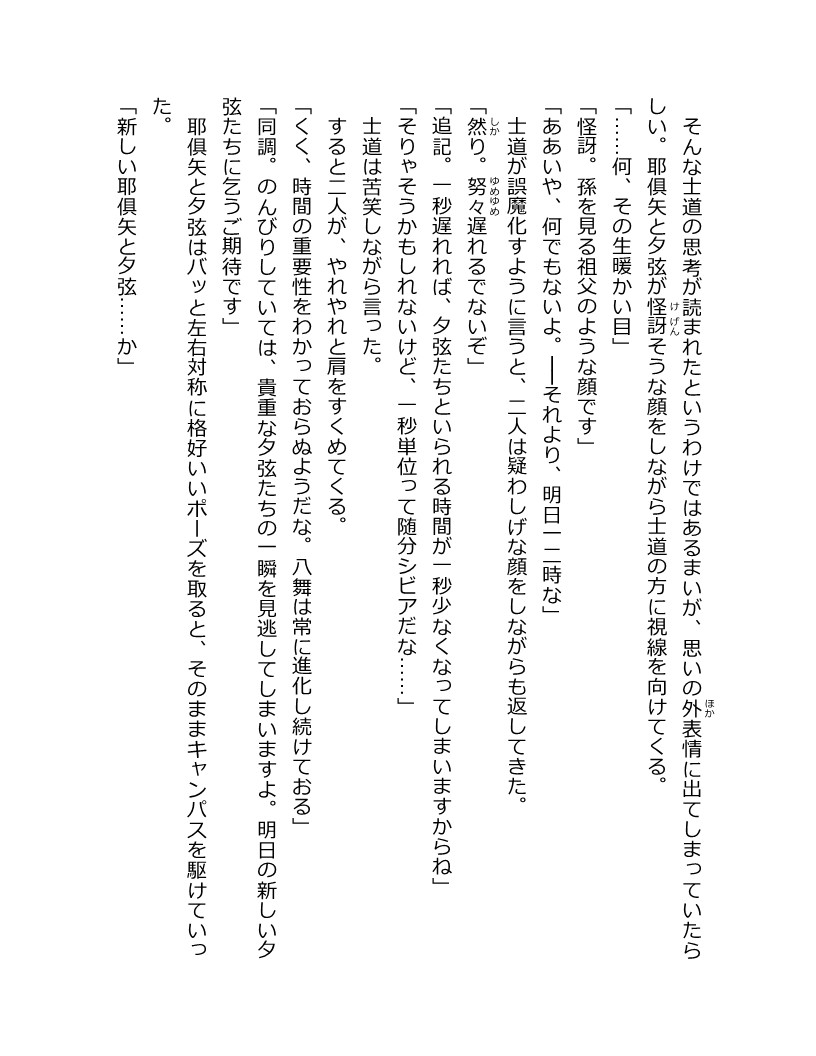 そんな士道の思考が読まれたというわけではあるまいが、思いの外表情に出てしまっていたら
しい。耶俱矢と夕弦が怪訝そうな顔をしながら士道の方に視線を向けてくる。
「……何、その生暖かい目」
「怪訝。孫を見る祖父のような顔です」
「ああいや、何でもないよ。――それより、明日一二時な」
士道が誤魔化すように言うと、二人は疑わしげな顔をしながらも返してきた。
「然り。努々遅れるでないぞ」
「追記。一秒遅れれば、夕弦たちといられる時間が一秒少なくなってしまいますからね」
「そりゃそうかもしれないけど、一秒単位って随分シビアだな……」
士道は苦笑しながら言った。
すると二人が、やれやれと肩をすくめてくる。
「くく、時間の重要性をわかっておらぬようだな。八舞は常に進化し続けておる」
「同調。のんびりしていては、貴重な夕弦たちの一瞬を見逃してしまいますよ。明日の新しい夕
弦たちに乞うご期待です」
耶俱矢と夕弦はバッと左右対称に格好いいポーズを取ると、そのままキャンパスを駆けていっ
た。
「新しい耶俱矢と夕弦……か」